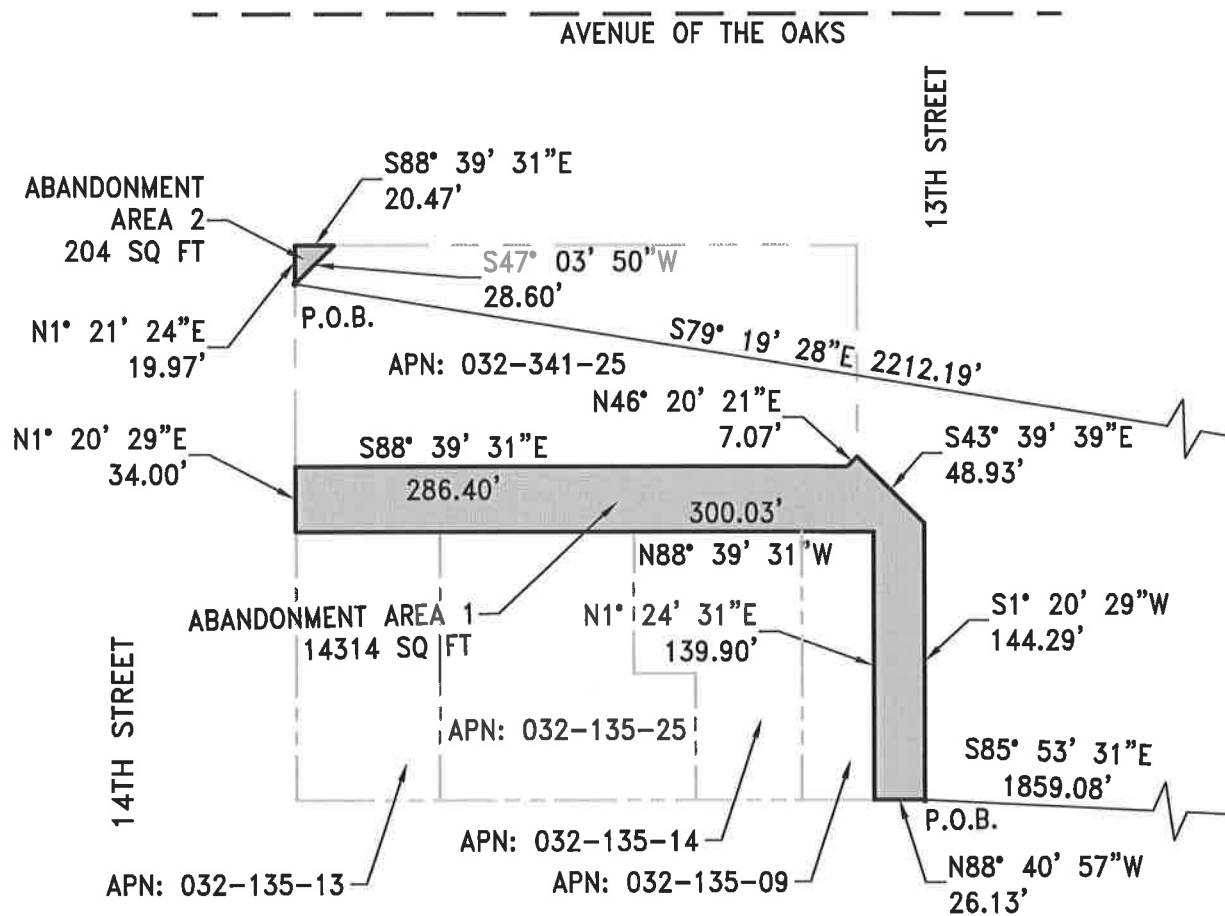 AVENUE OF THE OAKS
13TH STREET
S88° 39' 31"E
20.47'
ABANDONMENT
AREA 2
204 SQ FT
S47° 03' 50"W
28.60'
P.O.B.
N1° 21' 24"E
19.97'
S79° 19' 28"E 2212.19'
APN: 032-341-25
N46° 20' 21"E
7.07'
N1° 20' 29"E
34.00'
S88° 39' 31"E
286.40'
S43° 39' 39"E
48.93'
300.03'
N88° 39' 31"W
ABANDONMENT AREA 1
14314 SQ FT
N1° 24' 31"E
139.90'
S1° 20' 29"W
144.29'
14TH STREET
APN: 032-135-25
S85° 53' 31"E
1859.08'
P.O.B.
APN: 032-135-14
APN: 032-135-13
APN: 032-135-09
N88° 40' 57"W
26.13'